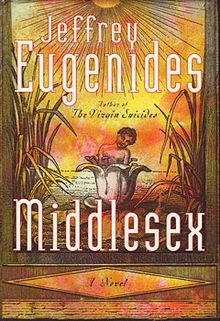 Jeffrey
Eugenides
Author of
The Virgin Suicides
Middlesex
A Novel